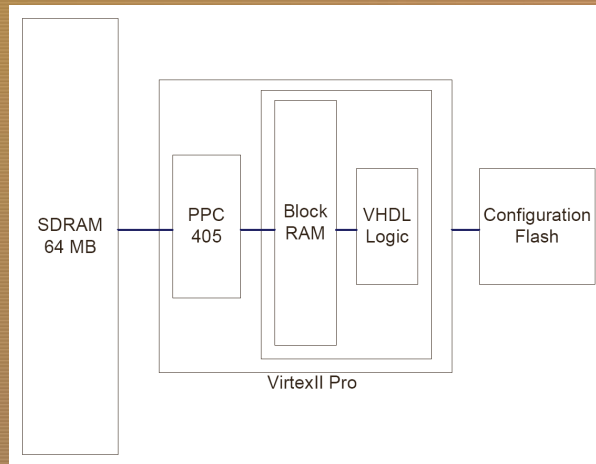 SDRAM
64 MB
PPC
405
Block
RAM
VHDL
Logic
Configuration
Flash
VirtexII Pro